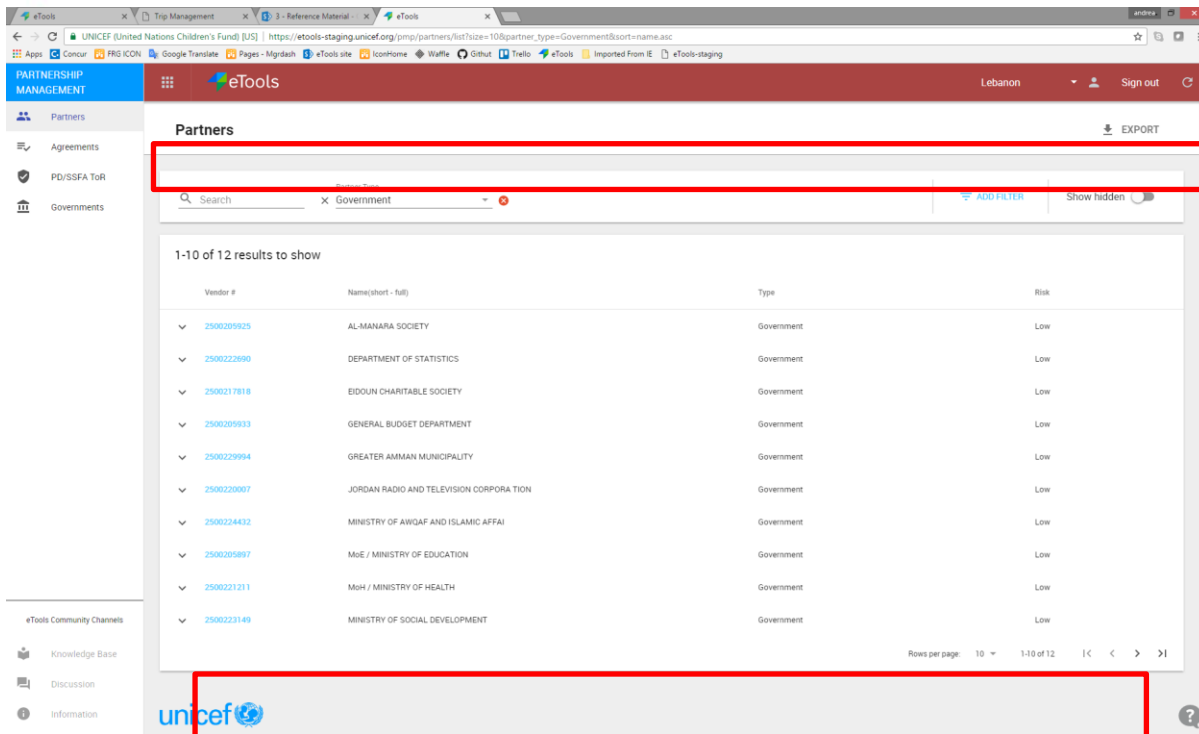 eTools
Trip Management
3 - Reference Material -
eTools
andrea
UNICEF (United Nations Children's Fund) [US] | https://etools-staging.unicef.org/pmp/partners/list?size=10&partner_type=Government&sort=name.asc
Apps Concur FRG ICON Google Translate Pages - Mgrdash eTools site IconHome Waffle Githut Trello eTools Imported From IE eTools-staging
PARTNERSHIP
MANAGEMENT
eTools
Lebanon
Sign out
Partners
Agreements
PD/SSFA ToR
Governments
Partners
EXPORT
Search
Partner Type
Government
ADD FILTER
Show hidden
1-10 of 12 results to show
Vendor # Name(short - full) Type Risk
2500205925 AL-MANARA SOCIETY Government Low
2500222690 DEPARTMENT OF STATISTICS Government Low
2500217818 EIDOUN CHARITABLE SOCIETY Government Low
2500205933 GENERAL BUDGET DEPARTMENT Government Low
2500229994 GREATER AMMAN MUNICIPALITY Government Low
2500220007 JORDAN RADIO AND TELEVISION CORPORA TION Government Low
2500224432 MINISTRY OF AWQAF AND ISLAMIC AFFAI Government Low
2500205897 MoE / MINISTRY OF EDUCATION Government Low
2500221211 MoH / MINISTRY OF HEALTH Government Low
2500223149 MINISTRY OF SOCIAL DEVELOPMENT Government Low
Rows per page: 10 1-10 of 12
eTools Community Channels
Knowledge Base
Discussion
Information
unicef